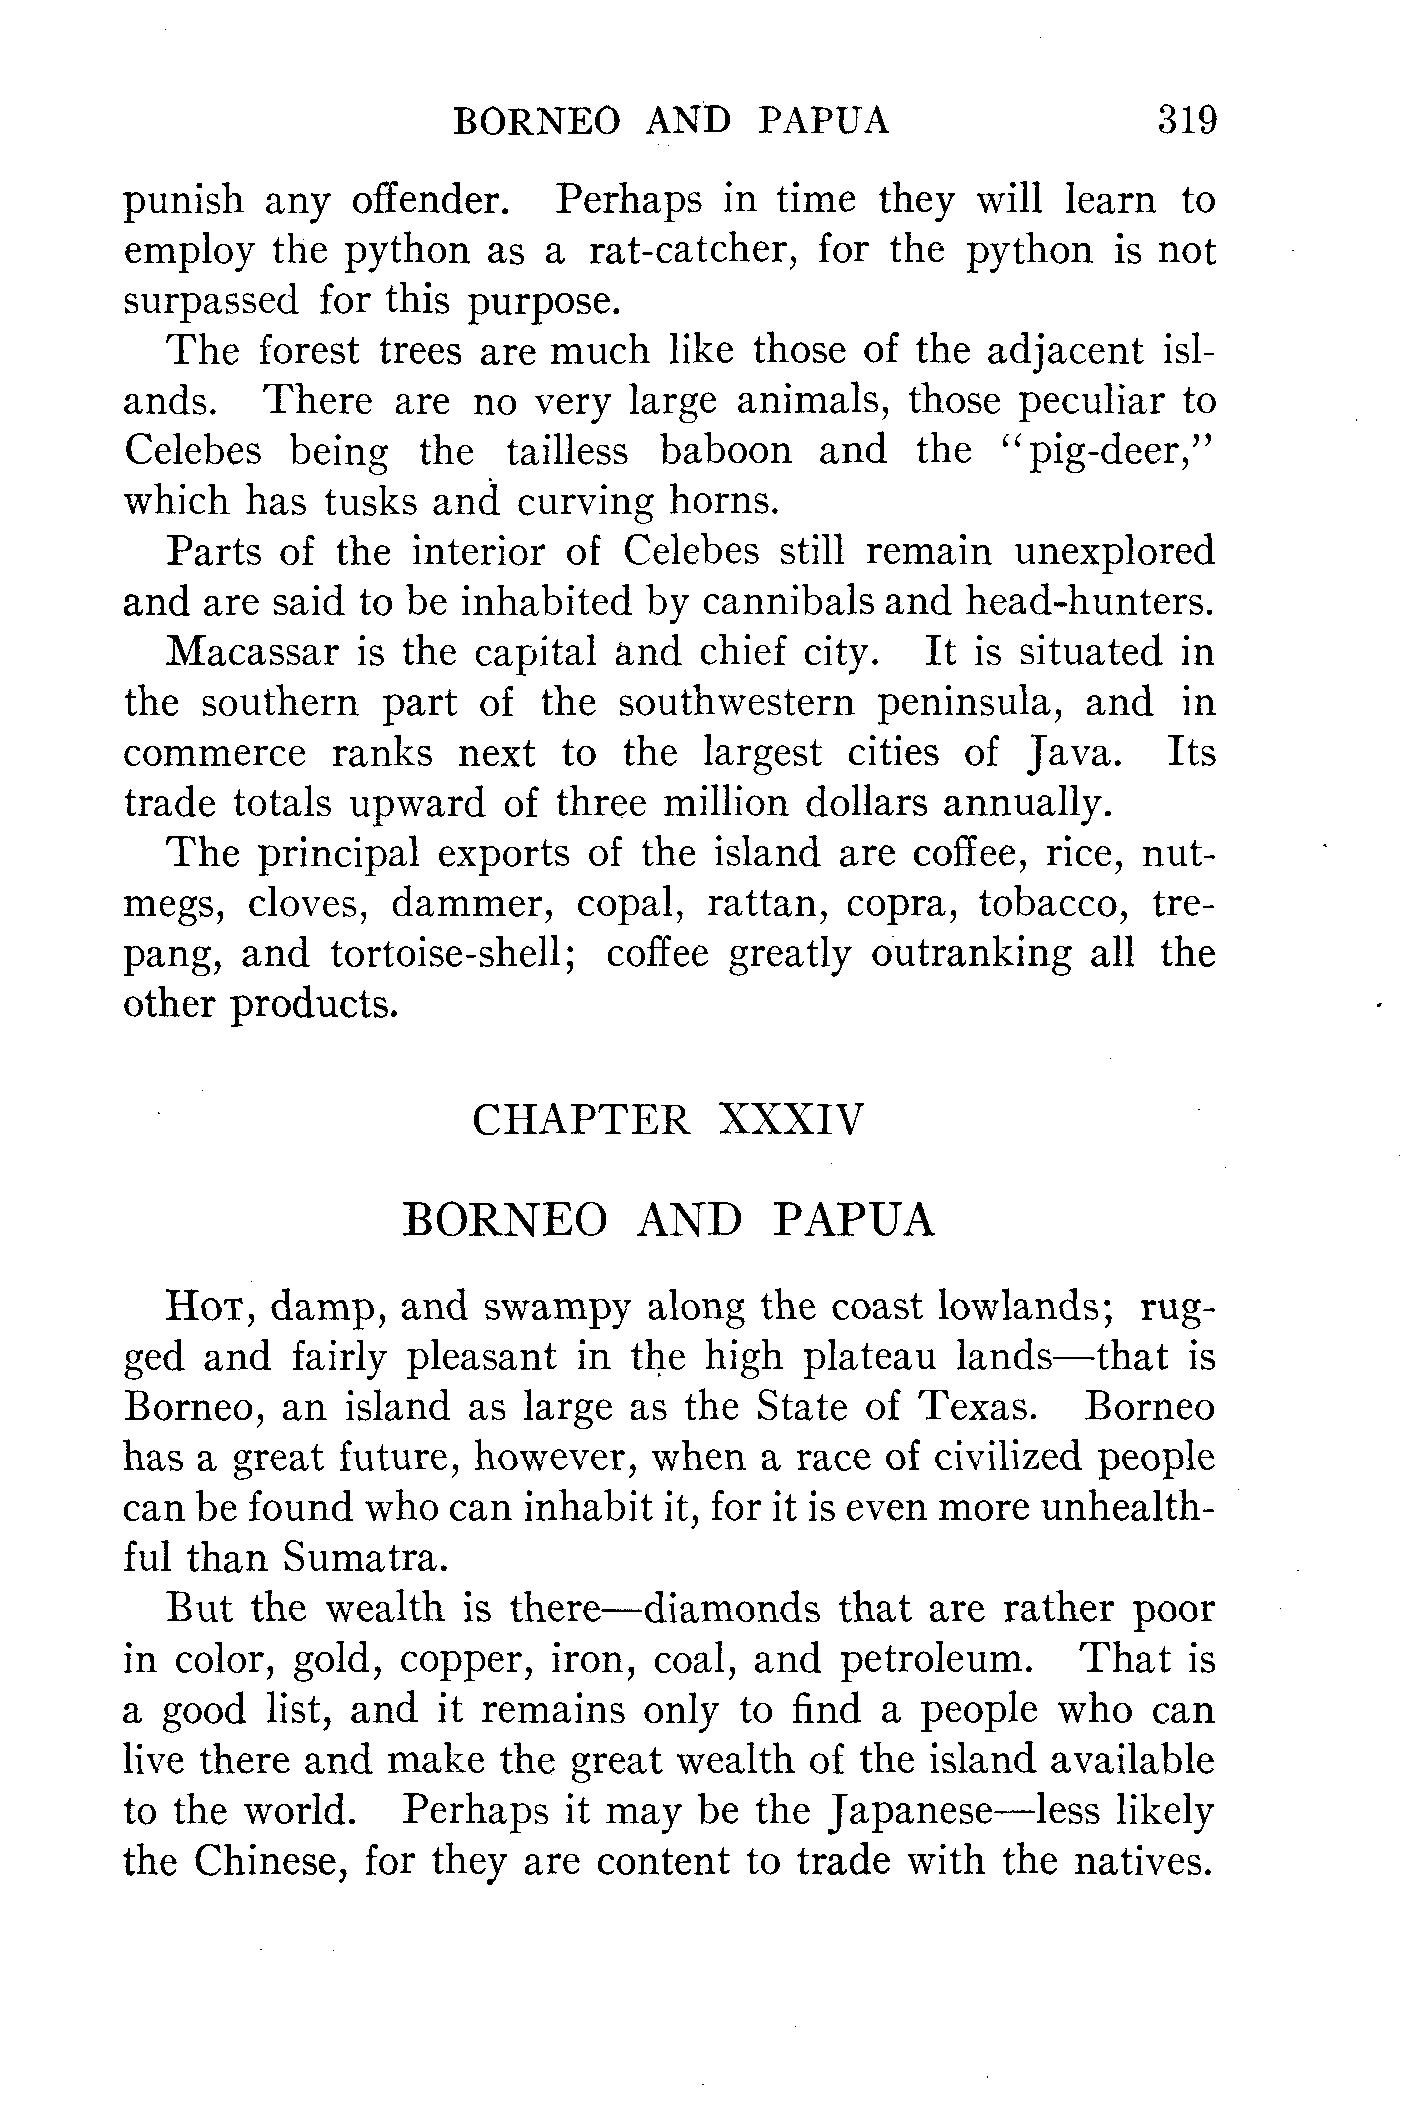 BORNEO AND PAPUA 319
punish any offender. Perhaps in time they will learn to
employ the python as a rat-catcher, for the python is not
surpassed for this purpose.
The forest trees are much like those of the adjacent isl-
ands. There are no very large animals, those peculiar to
Celebes being the tailless baboon and the “pig-deer,”
which has tusks and curving horns.
Parts of the interior of Celebes still remain unexplored
and are said to be inhabited by cannibals and head-hunters.
Macassar is the capital and chief city. It is situated in
the southern part of the southwestern peninsula, and in
commerce ranks next to the largest cities of Java. Its
trade totals upward of three million dollars annually.
The principal exports of the island are coffee, rice, nut-
megs, cloves, dammer, copal, rattan, copra, tobacco, tre-
pang, and tortoise-shell; coffee greatly outranking all the
other products.
CHAPTER XXXIV
BORNEO AND PAPUA
HOT, damp, and swampy along the coast lowlands; rug-
ged and fairly pleasant in the high plateau lands—that is
Borneo, an island as large as the State of Texas. Borneo
has a great future, however, when a race of civilized people
can be found who can inhabit it, for it is even more unhealth-
ful than Sumatra.
But the wealth is there—diamonds that are rather poor
in color, gold, copper, iron, coal, and petroleum. That is
a good list, and it remains only to find a people who can
live there and make the great wealth of the island available
to the world. Perhaps it may be the Japanese—less likely
the Chinese, for they are content to trade with the natives.